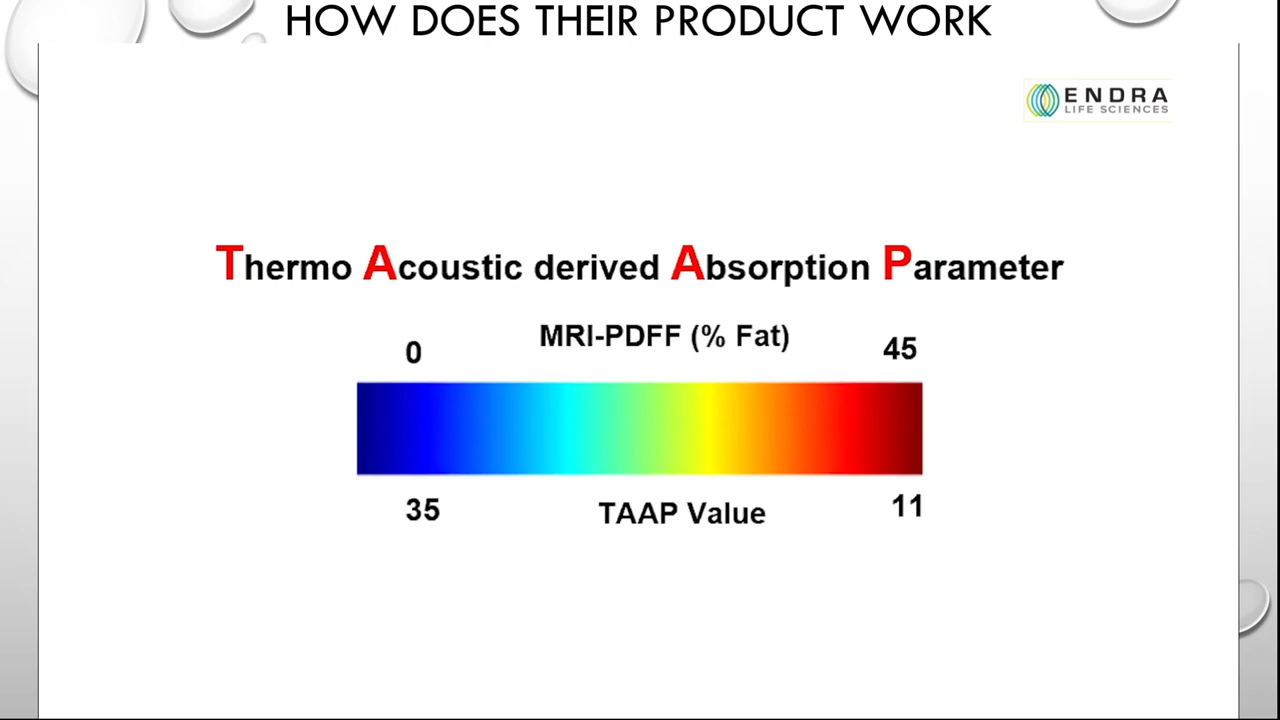 HOW DOES THEIR PRODUCT WORK
ENDRA
LIFE SCIENCES
Thermo Acoustic derived Absorption Parameter
MRI-PDFF (% Fat)
0 45
35 TAAP Value 11